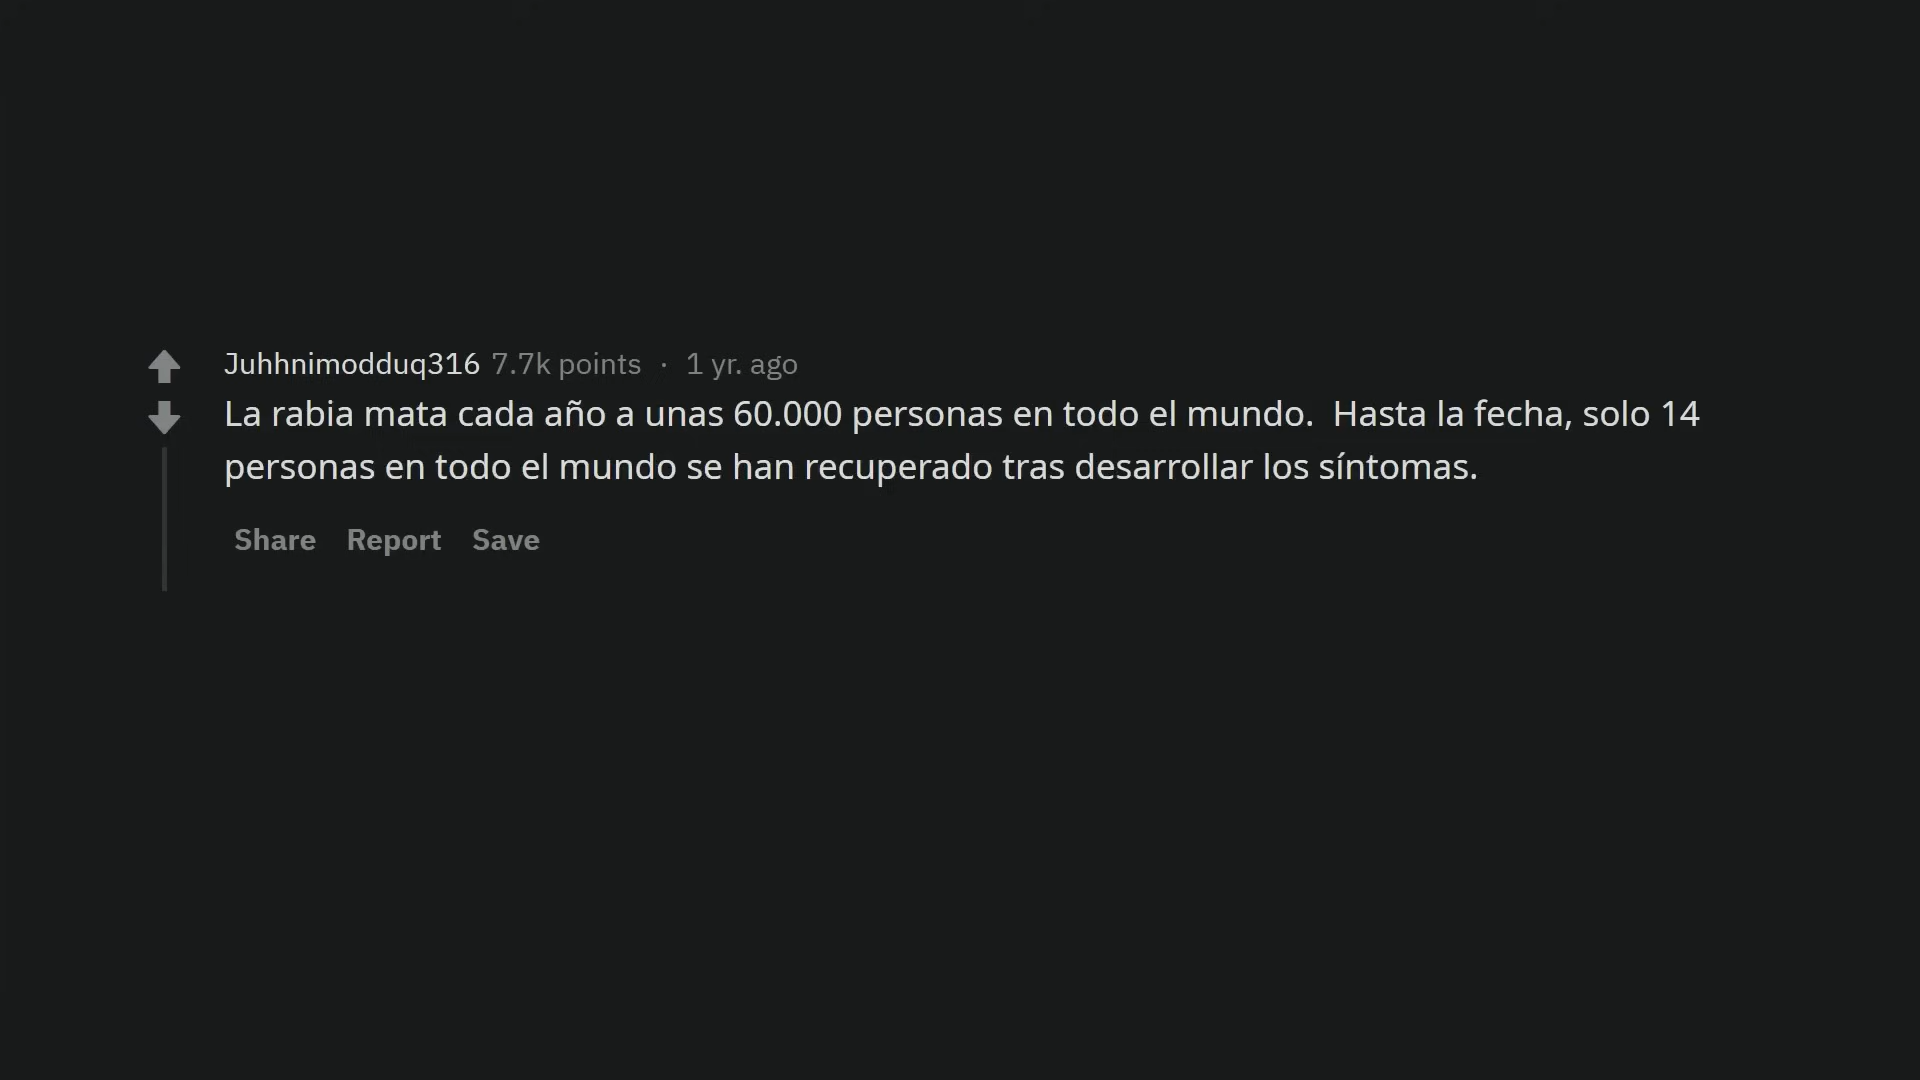 Juhhnimodduq316 7.7k points · 1 yr. ago
La rabia mata cada año a unas 60.000 personas en todo el mundo.  Hasta la fecha, solo 14
personas en todo el mundo se han recuperado tras desarrollar los síntomas.
Share Report Save